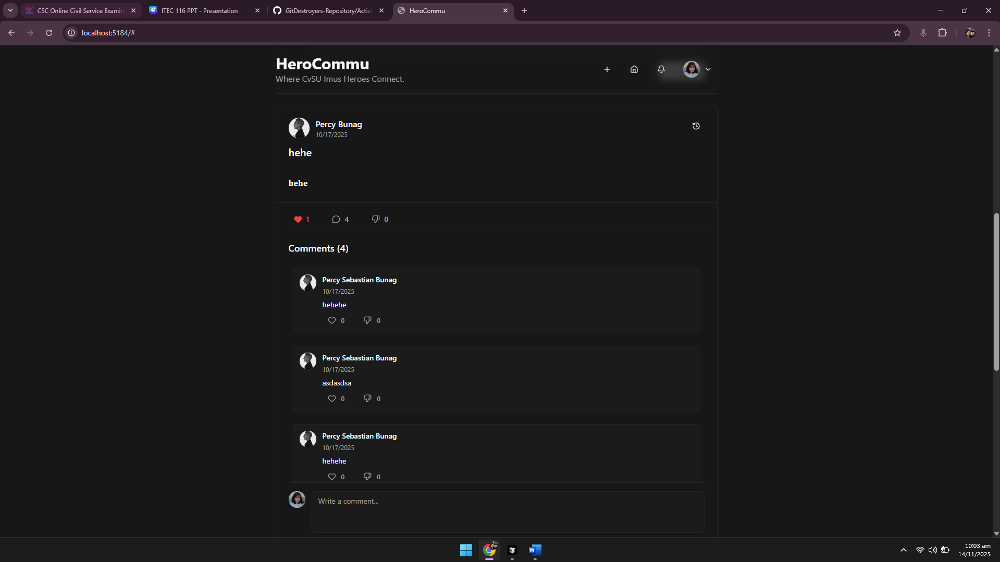 CSC Online Civil Service Examin
ITEC 116 PPT - Presentation
GitDestroyers-Repository/Activi
HeroCommu
localhost:5184/#
HeroCommu
Where CvSU Imus Heroes Connect.
Percy Bunag
10/17/2025
hehe
hehe
1
4
0
Comments (4)
Percy Sebastian Bunag
10/17/2025
hehehe
0
0
Percy Sebastian Bunag
10/17/2025
asdasdsa
0
0
Percy Sebastian Bunag
10/17/2025
hehehe
0
0
Write a comment...
W
10:03 am
14/11/2025